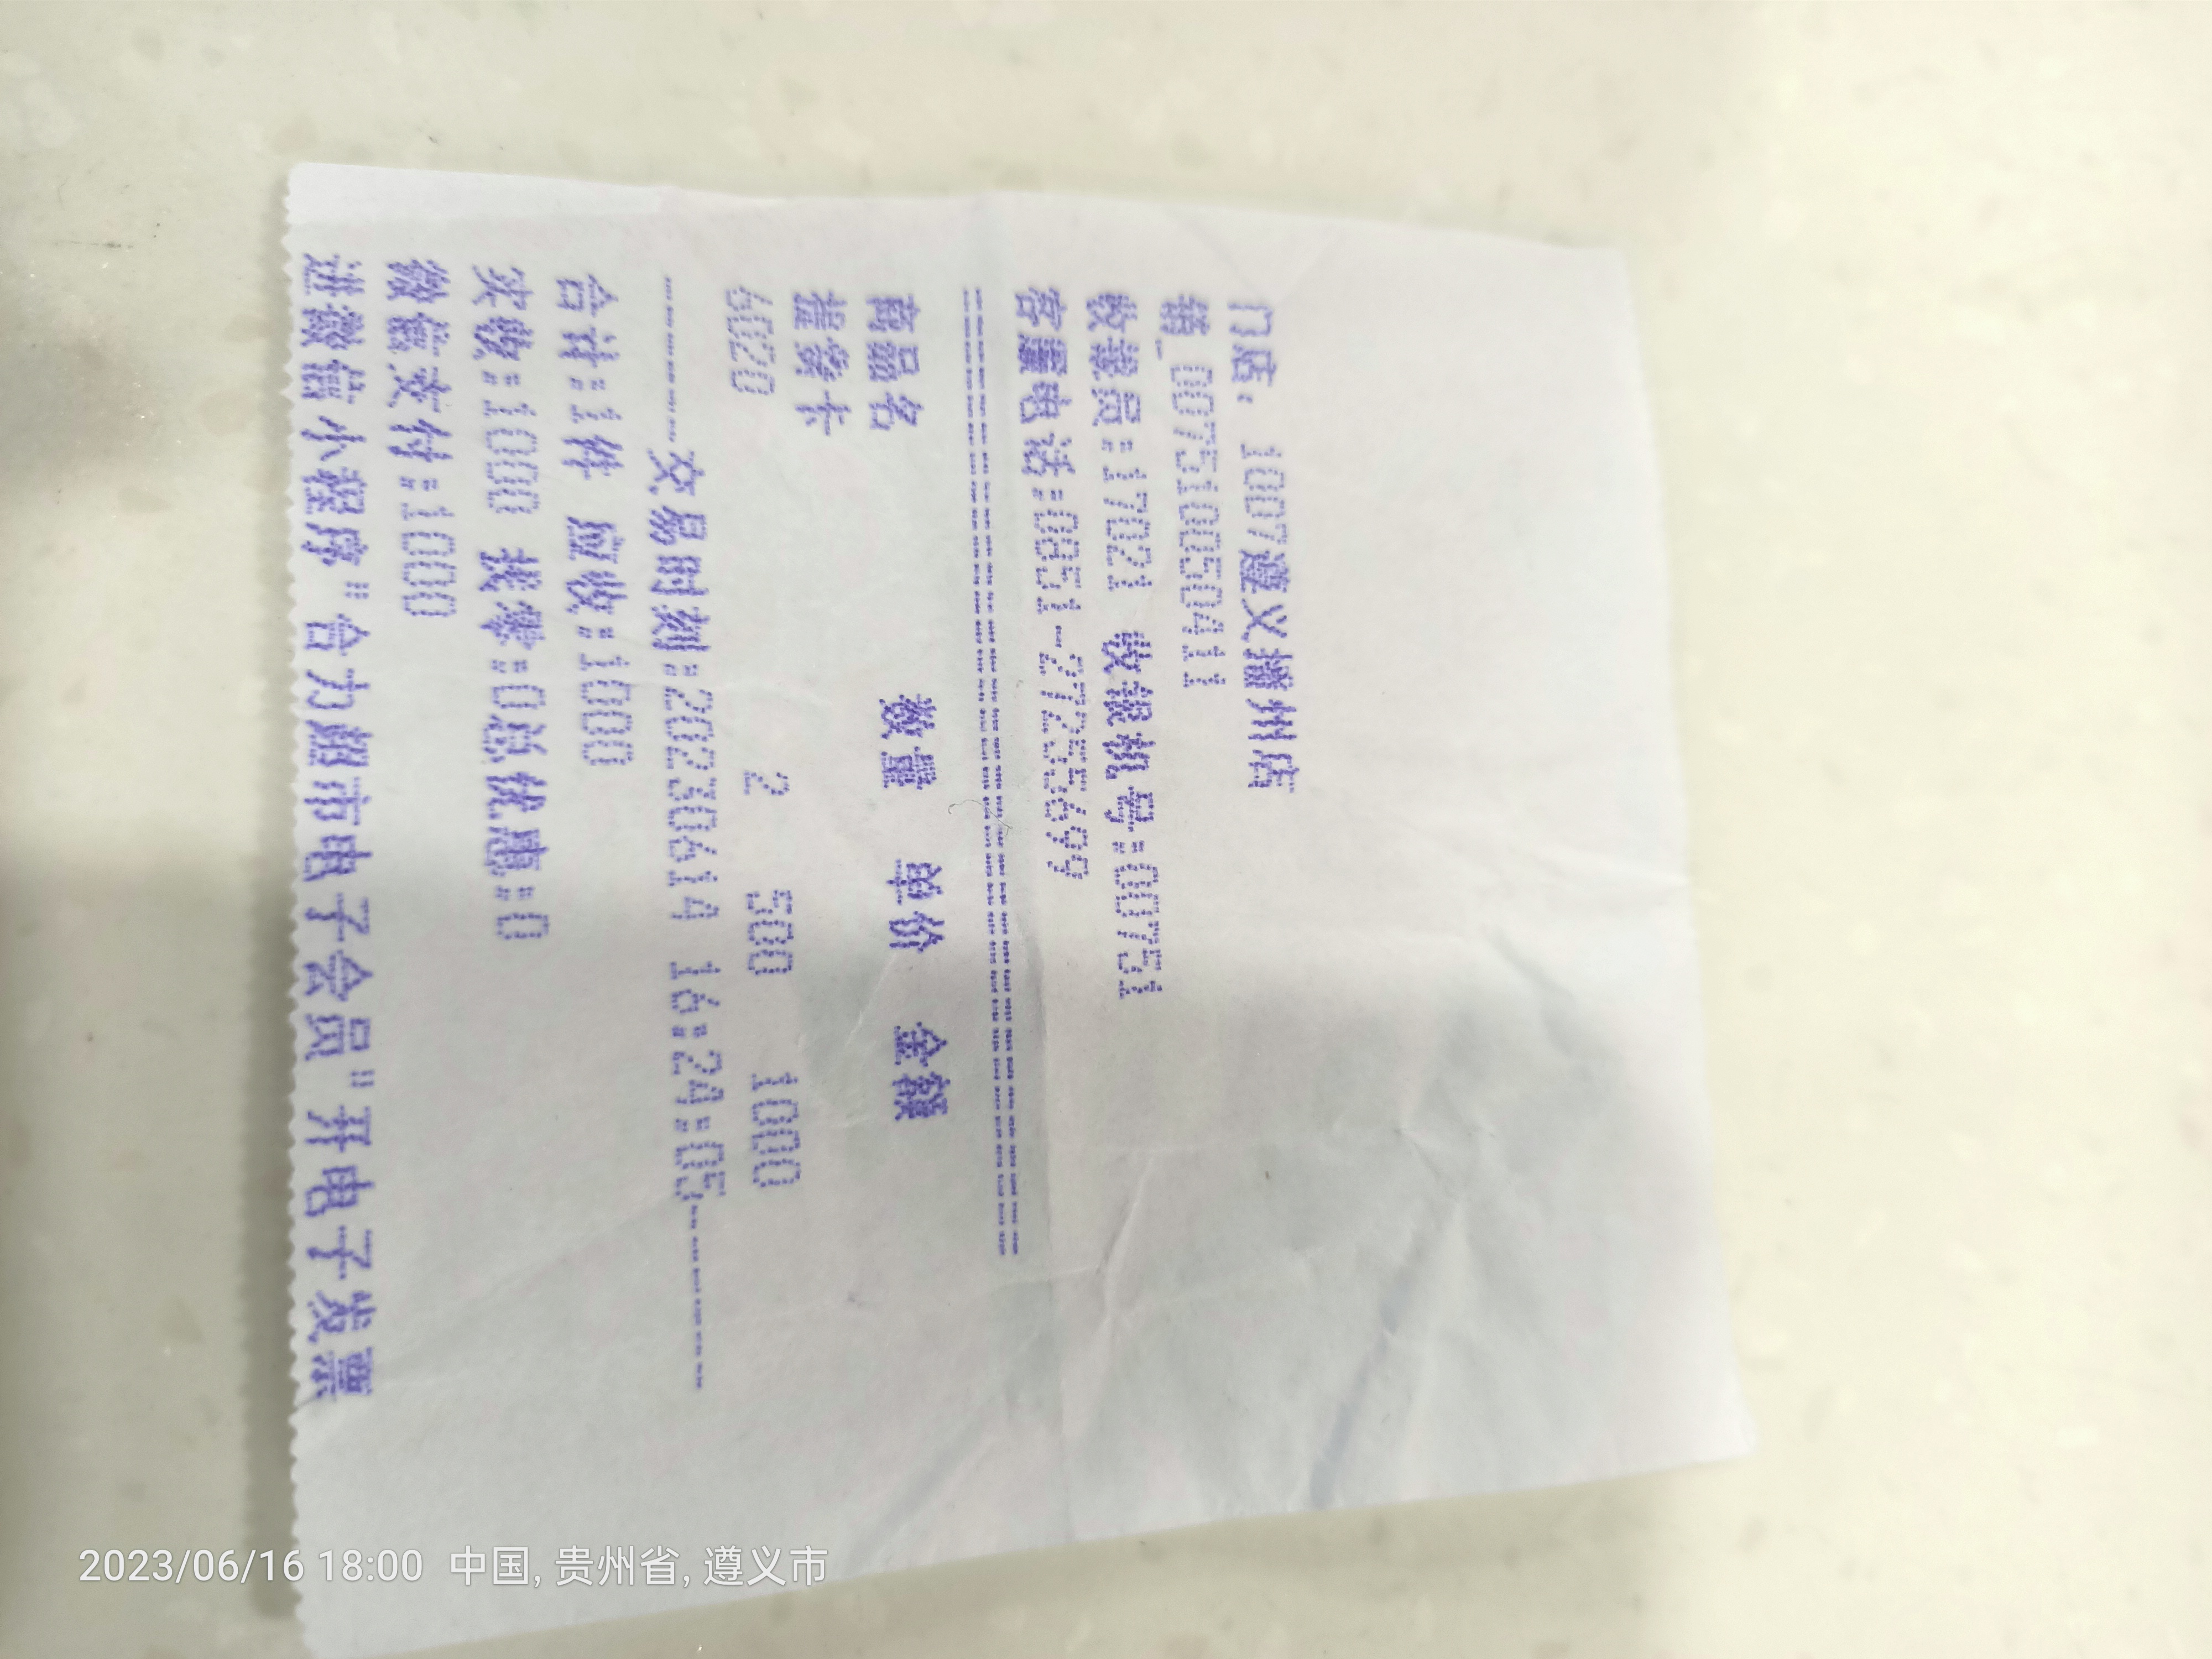 门店: 1007遵义播州店
销_0075100050411
收款员:17021 收银机号:00751
客服电话:0851-27235699
商品名 数量 单价 金额
提货卡
6020 2 500 1000
交易时刻:20230614 16:24:05
合计:1件 应收:1000
实收:1000 找零:0总优惠:0
微信支付:1000
进微信小程序"合力超市电子会员"开电子发票
2023/06/16 18:00 中国, 贵州省, 遵义市